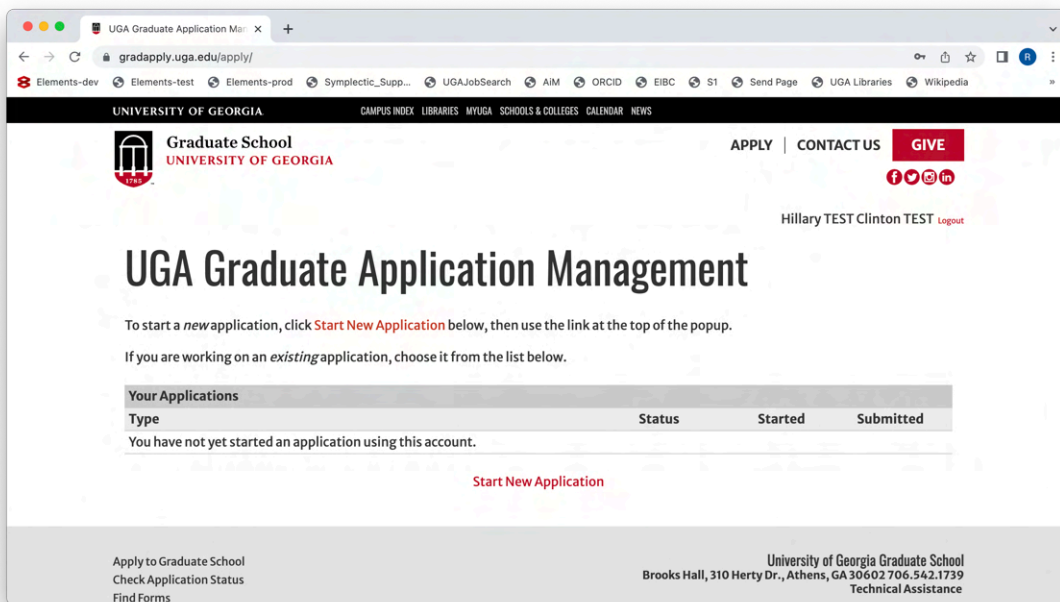 UGA Graduate Application Man
gradapply.uga.edu/apply/
R
Elements-dev Elements-test Elements-prod Symplectic_Supp... UGAJobSearch AiM ORCID EIBC S1 Send Page UGA Libraries Wikipedia »
UNIVERSITY OF GEORGIA CAMPUS INDEX LIBRARIES MYUGA SCHOOLS & COLLEGES CALENDAR NEWS
Graduate School
UNIVERSITY OF GEORGIA
1785
APPLY | CONTACT US GIVE
Hillary TEST Clinton TEST Logout
UGA Graduate Application Management
To start a new application, click Start New Application below, then use the link at the top of the popup.
If you are working on an existing application, choose it from the list below.
Your Applications
Type Status Started Submitted
You have not yet started an application using this account.
Start New Application
Apply to Graduate School
Check Application Status
Find Forms
University of Georgia Graduate School
Brooks Hall, 310 Herty Dr., Athens, GA 30602 706.542.1739
Technical Assistance